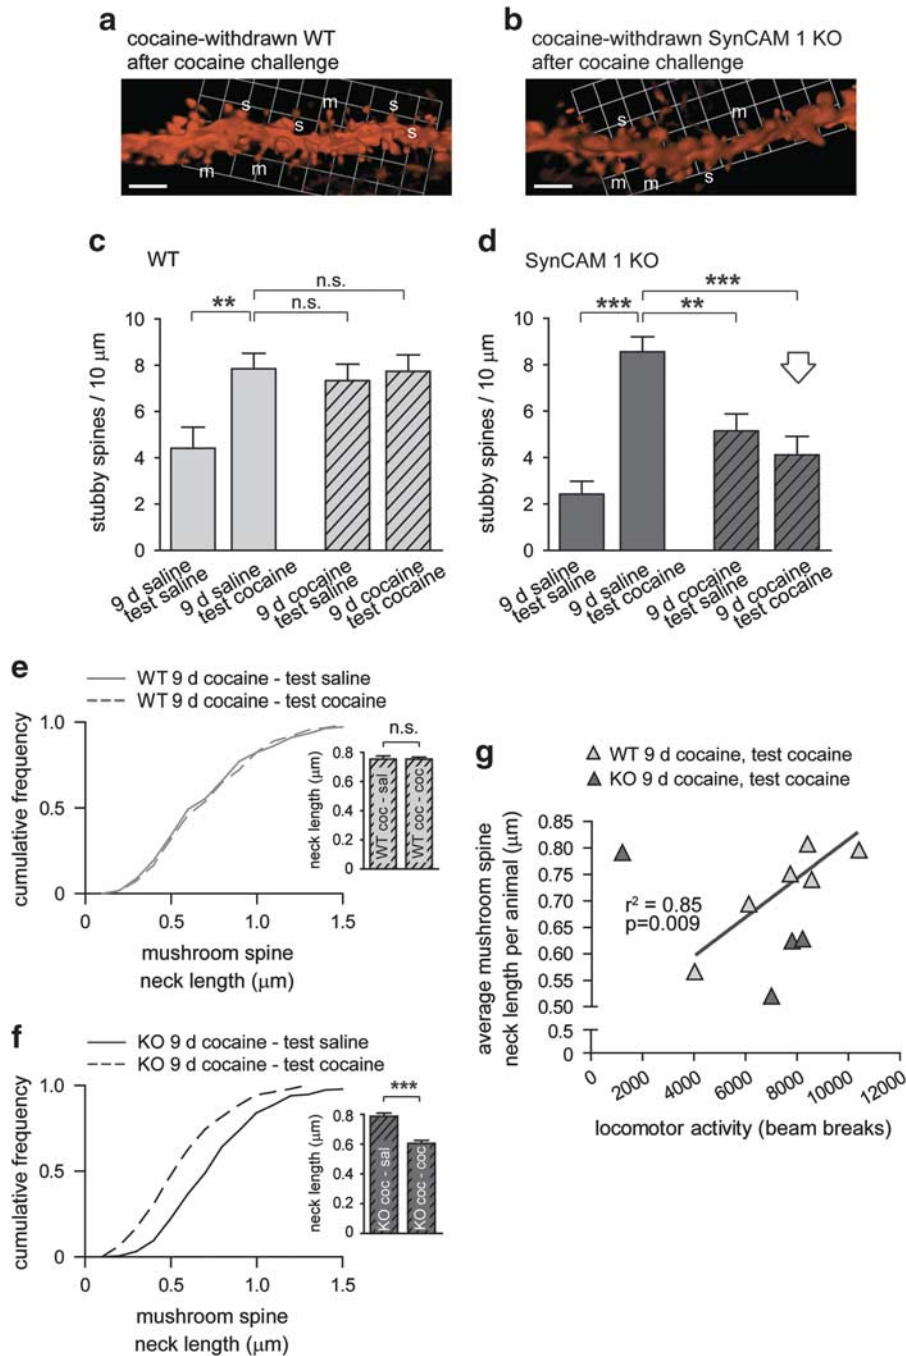 a
cocaine-withdrawn WT
after cocaine challenge
s
m
s
s
s
m
m
b
cocaine-withdrawn SynCAM 1 KO
after cocaine challenge
s
m
m
m
s
c
WT
n.s.
**
n.s.
stubby spines / 10 μm
10
8
6
4
2
0
9 d saline
test saline
9 d saline
test cocaine
9 d cocaine
test saline
9 d cocaine
test cocaine
d
SynCAM 1 KO
***
***
**
stubby spines / 10 μm
10
8
6
4
2
0
9 d saline
test saline
9 d saline
test cocaine
9 d cocaine
test saline
9 d cocaine
test cocaine
e
WT 9 d cocaine - test saline
WT 9 d cocaine - test cocaine
cumulative frequency
1.0
0.5
0
0
0.5
1.0
1.5
mushroom spine
neck length (μm)
n.s.
neck length (μm)
0.8
0.6
0.4
0.2
0
WT coc - sal
WT coc - coc
f
KO 9 d cocaine - test saline
KO 9 d cocaine - test cocaine
cumulative frequency
1.0
0.5
0
0
0.5
1.0
1.5
mushroom spine
neck length (μm)
***
neck length (μm)
0.8
0.6
0.4
0.2
0
KO coc - sal
KO coc - coc
g
WT 9 d cocaine, test cocaine
KO 9 d cocaine, test cocaine
average mushroom spine
neck length per animal (μm)
0.85
0.80
0.75
0.70
0.65
0.60
0.55
0.50
0.5
0
r² = 0.85
p=0.009
0
2000
4000
6000
8000
10000
12000
locomotor activity (beam breaks)